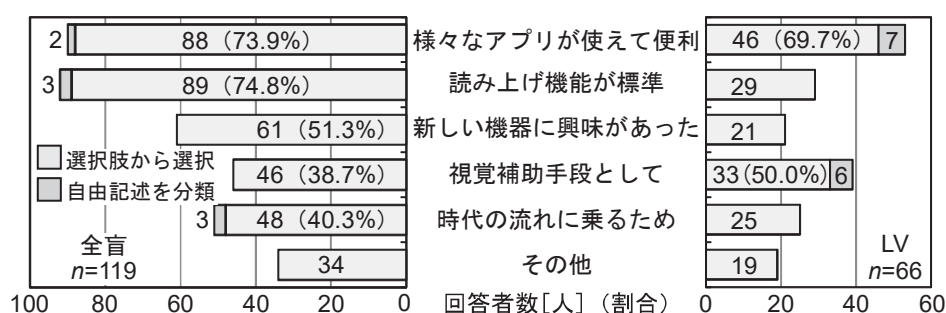 2 88 (73.9%) 様々なアプリが使えて便利 46 (69.7%) 7
3 89 (74.8%) 読み上げ機能が標準 29
61 (51.3%) 新しい機器に興味があった 21
選択肢から選択
46 (38.7%) 視覚補助手段として 33(50.0%) 6
自由記述を分類
3 48 (40.3%) 時代の流れに乗るため 25
全盲
n=119
34 その他 19
LV
n=66
100 80 60 40 20 0 回答者数[人] (割合) 0 20 40 60